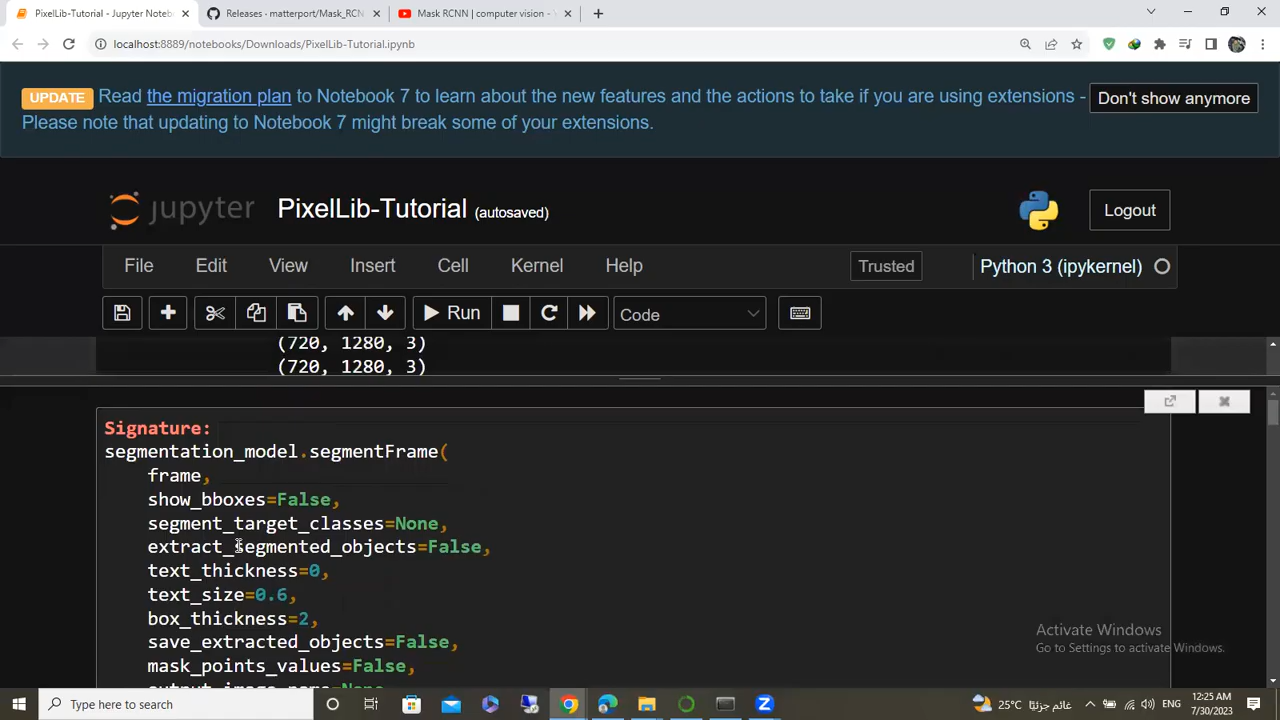 PixelLib-Tutorial - Jupyter Noteb
Releases · matterport/Mask_RCN
Mask RCNN | computer vision -
localhost:8889/notebooks/Downloads/PixelLib-Tutorial.ipynb
UPDATE Read the migration plan to Notebook 7 to learn about the new features and the actions to take if you are using extensions -
Please note that updating to Notebook 7 might break some of your extensions.
Don't show anymore
jupyter PixelLib-Tutorial (autosaved)
Logout
File Edit View Insert Cell Kernel Help
Trusted
Python 3 (ipykernel)
Run
Code
(720, 1280, 3)
(720, 1280, 3)
Signature:
segmentation_model.segmentFrame(
frame,
show_bboxes=False,
segment_target_classes=None,
extract_segmented_objects=False,
text_thickness=0,
text_size=0.6,
box_thickness=2,
save_extracted_objects=False,
mask_points_values=False,
output_image_name=None
Activate Windows
Go to Settings to activate Windows.
Type here to search
25°C غائم جزئيًا
ENG
12:25 AM
7/30/2023